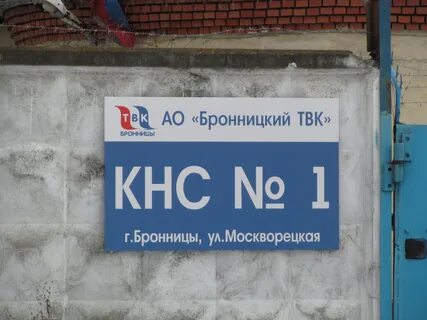 ТВК
БРОННИЦЫ
АО «Бронницкий ТВК»
КНС № 1
г.Бронницы, ул.Москворецкая